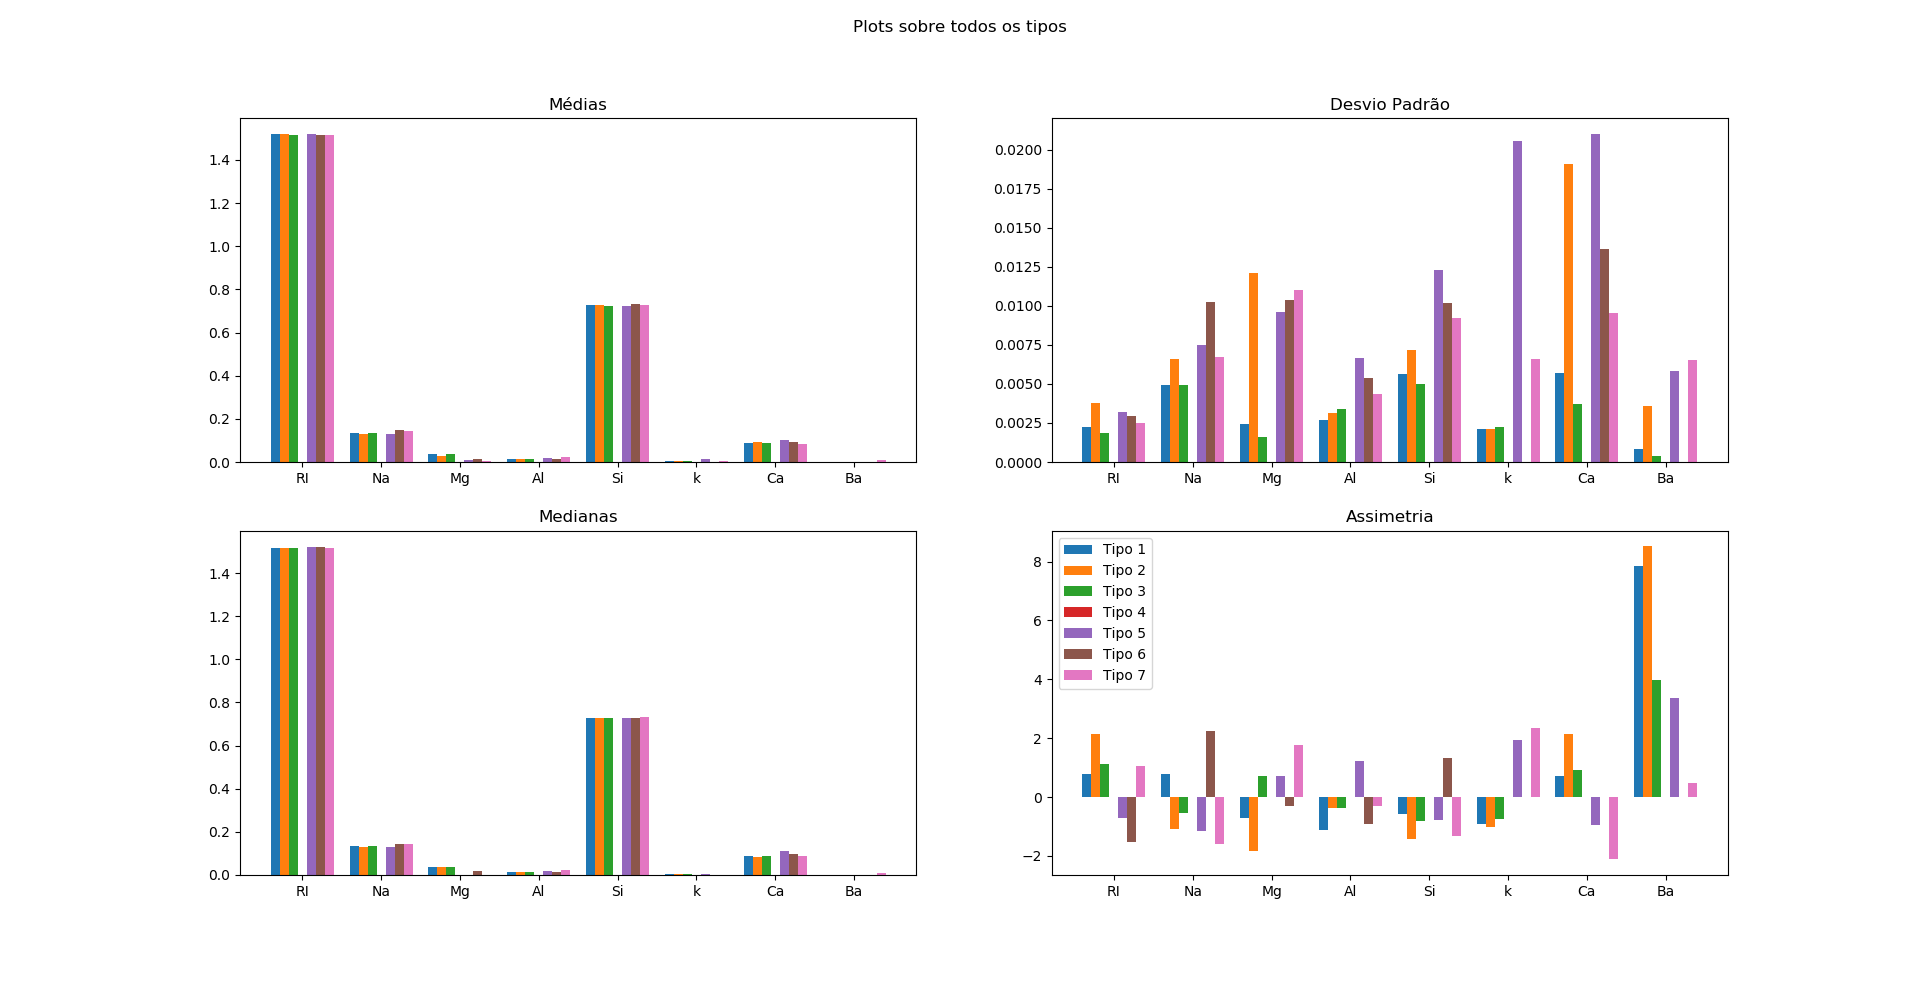 Plots sobre todos os tipos
Médias
1.4
1.2
1.0
0.8
0.6
0.4
0.2
0.0
RI Na Mg Al Si k Ca Ba
Desvio Padrão
0.0200
0.0175
0.0150
0.0125
0.0100
0.0075
0.0050
0.0025
0.0000
RI Na Mg Al Si k Ca Ba
Medianas
1.4
1.2
1.0
0.8
0.6
0.4
0.2
0.0
RI Na Mg Al Si k Ca Ba
Assimetria
8
6
4
2
0
−2
Tipo 1
Tipo 2
Tipo 3
Tipo 4
Tipo 5
Tipo 6
Tipo 7
RI Na Mg Al Si k Ca Ba